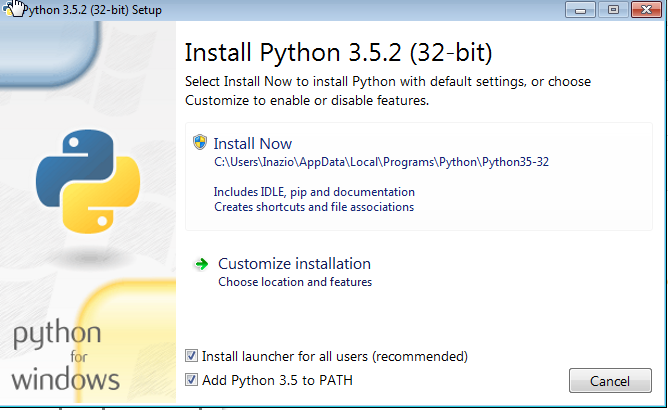 Python 3.5.2 (32-bit) Setup
Install Python 3.5.2 (32-bit)
Select Install Now to install Python with default settings, or choose
Customize to enable or disable features.
Install Now
C:\Users\Inazio\AppData\Local\Programs\Python\Python35-32
Includes IDLE, pip and documentation
Creates shortcuts and file associations
Customize installation
Choose location and features
python
for
windows
Install launcher for all users (recommended)
Add Python 3.5 to PATH
Cancel